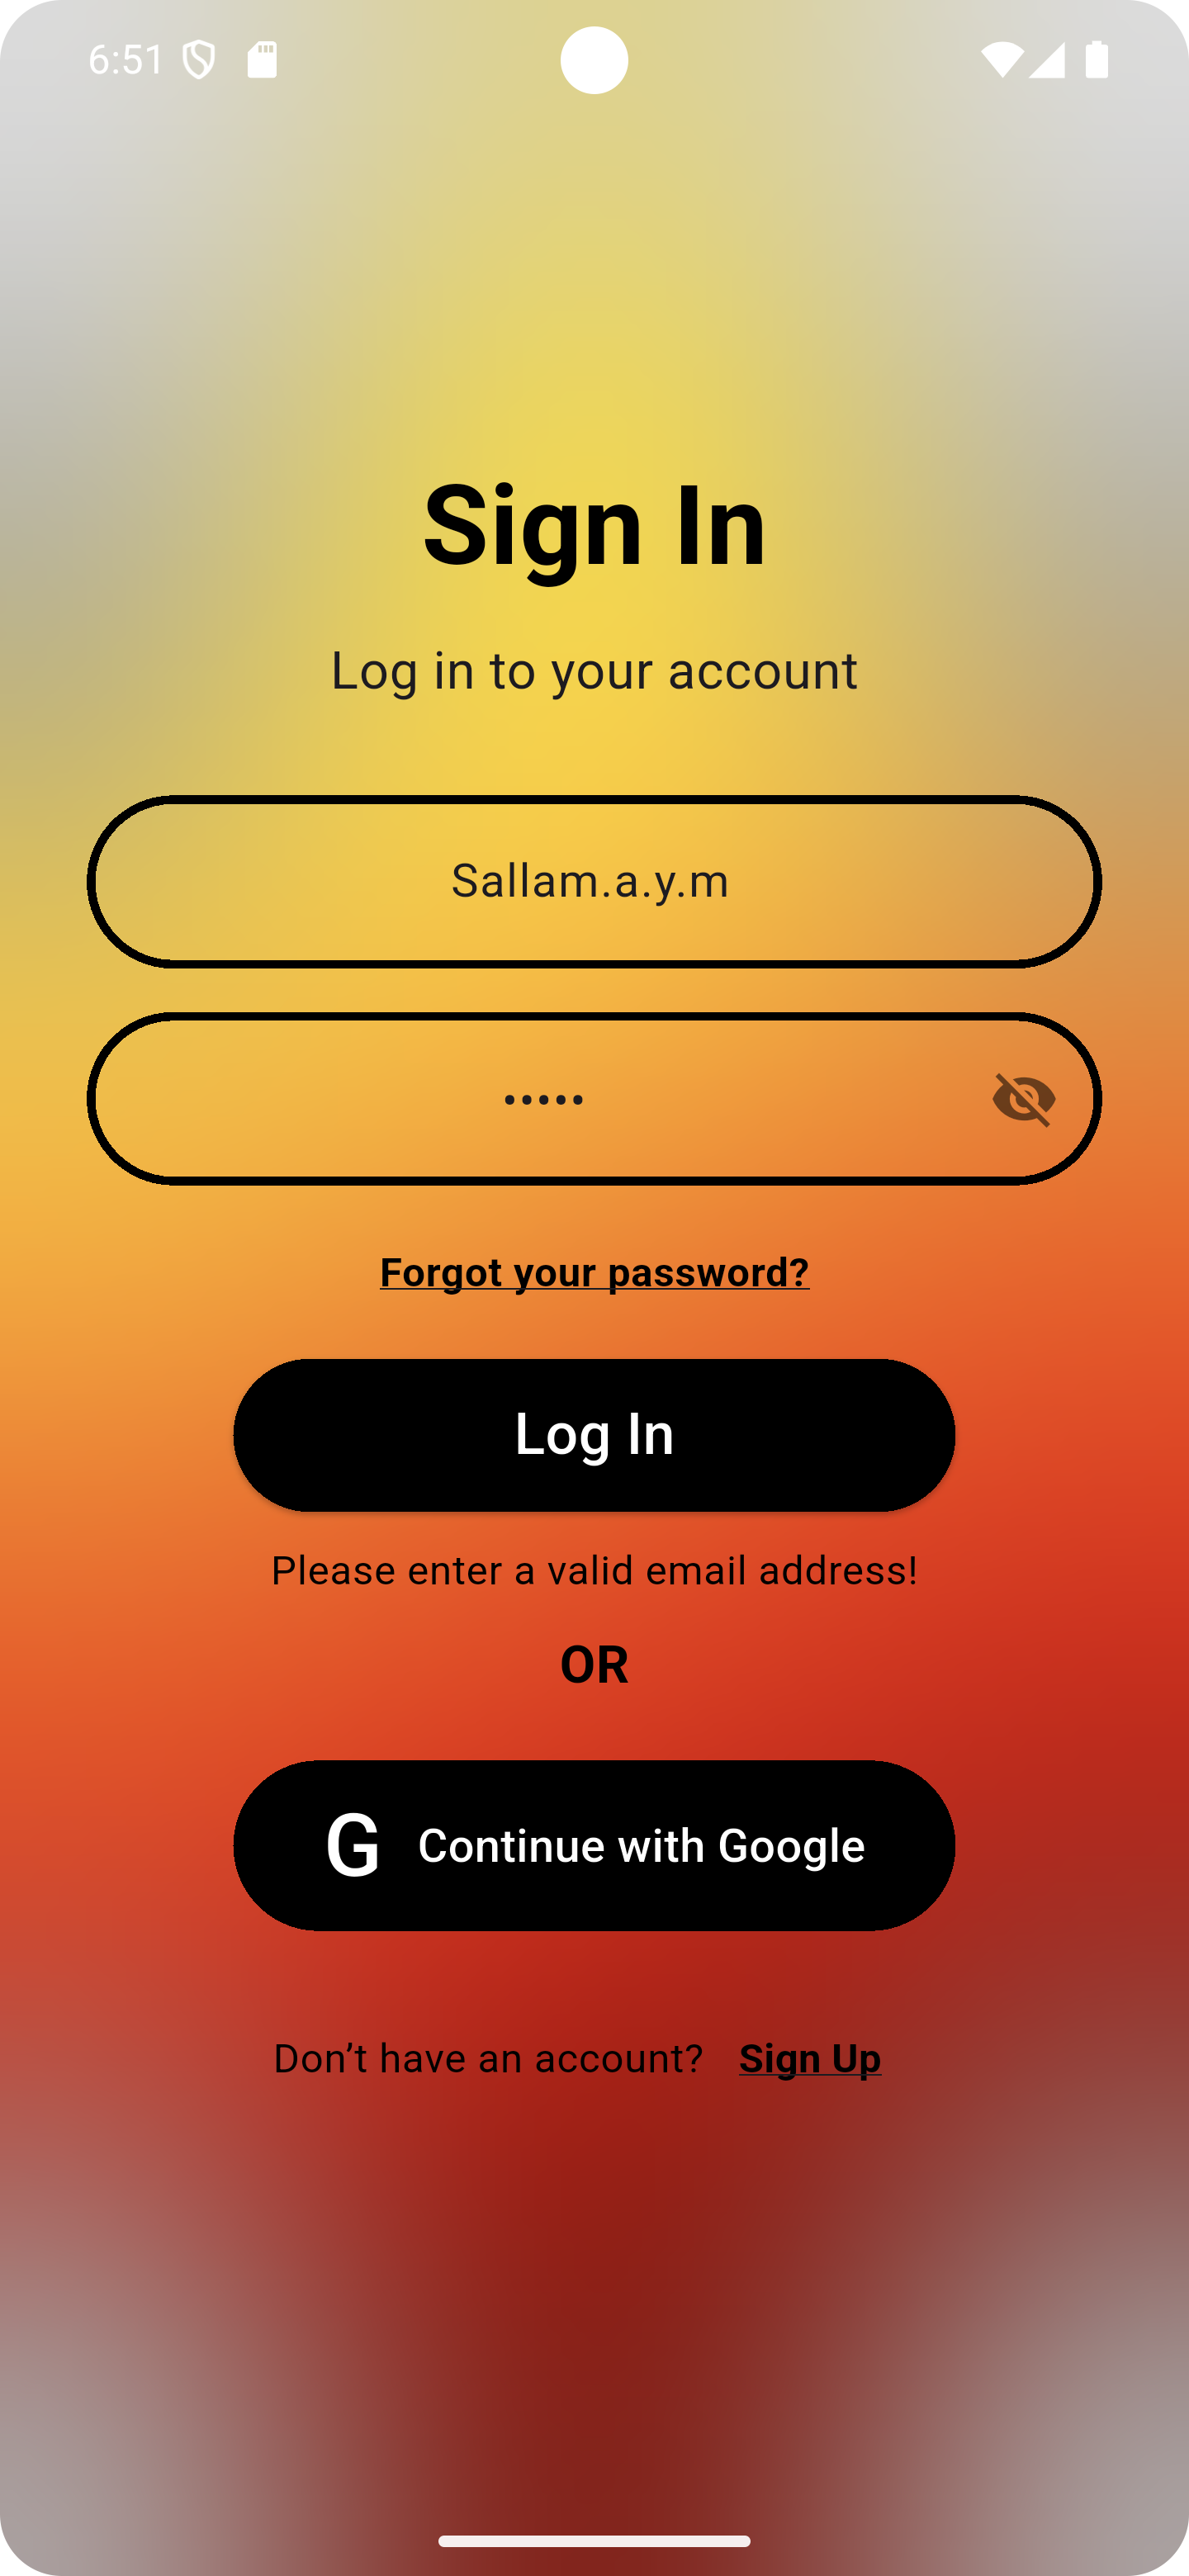 6:51
Sign In
Log in to your account
Sallam.a.y.m
•••••
Forgot your password?
Log In
Please enter a valid email address!
OR
G Continue with Google
Don’t have an account? Sign Up